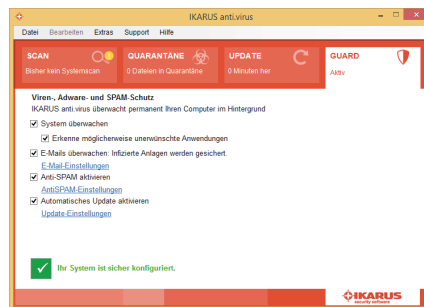 IKARUS anti.virus
Datei Bearbeiten Extras Support Hilfe
SCAN
Bisher kein Systemscan
QUARANTÄNE
0 Dateien in Quarantäne
UPDATE
0 Minuten her
GUARD
Aktiv
Viren-, Adware- und SPAM-Schutz
IKARUS anti.virus überwacht permanent Ihren Computer im Hintergrund
System überwachen
Erkenne möglicherweise unerwünschte Anwendungen
E-Mails überwachen: Infizierte Anlagen werden gesichert.
E-Mail-Einstellungen
Anti-SPAM aktivieren
AntiSPAM-Einstellungen
Automatisches Update aktivieren
Update-Einstellungen
Ihr System ist sicher konfiguriert.
IKARUS
security software